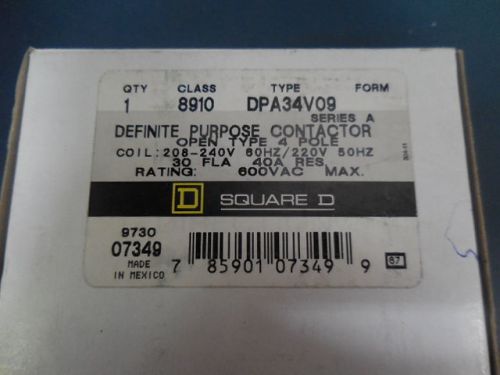 QTY CLASS TYPE FORM
1 8910 DPA34V09
SERIES A
DEFINITE PURPOSE CONTACTOR
OPEN TYPE 4 POLE
COIL: 208-240V 60HZ/220V 50HZ
30 FLA 40A RES.
RATING: 600VAC MAX.
D SQUARE D
9730
07349
MADE
IN MEXICO
7 85901 07349 9
87